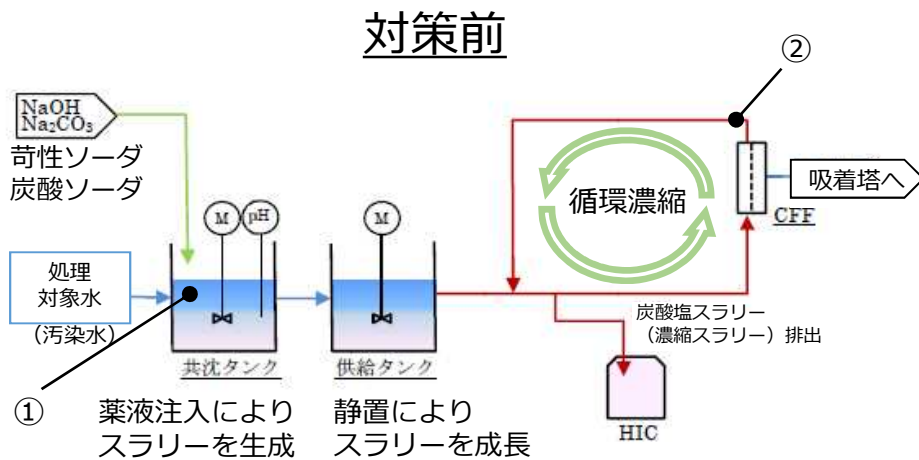 対策前
②
NaOH
Na₂CO₃
苛性ソーダ
炭酸ソーダ
M
pH
M
循環濃縮
吸着塔へ
CFF
処理
対象水
（汚染水）
炭酸塩スラリー
（濃縮スラリー）排出
共沈タンク
供給タンク
①
薬液注入により
スラリーを生成
静置により
スラリーを成長
HIC